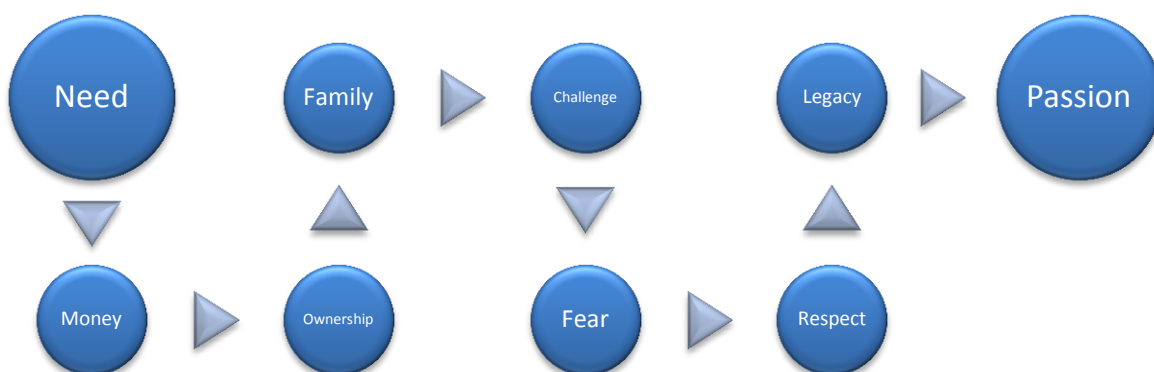 Need
Money
Ownership
Family
Challenge
Fear
Respect
Legacy
Passion